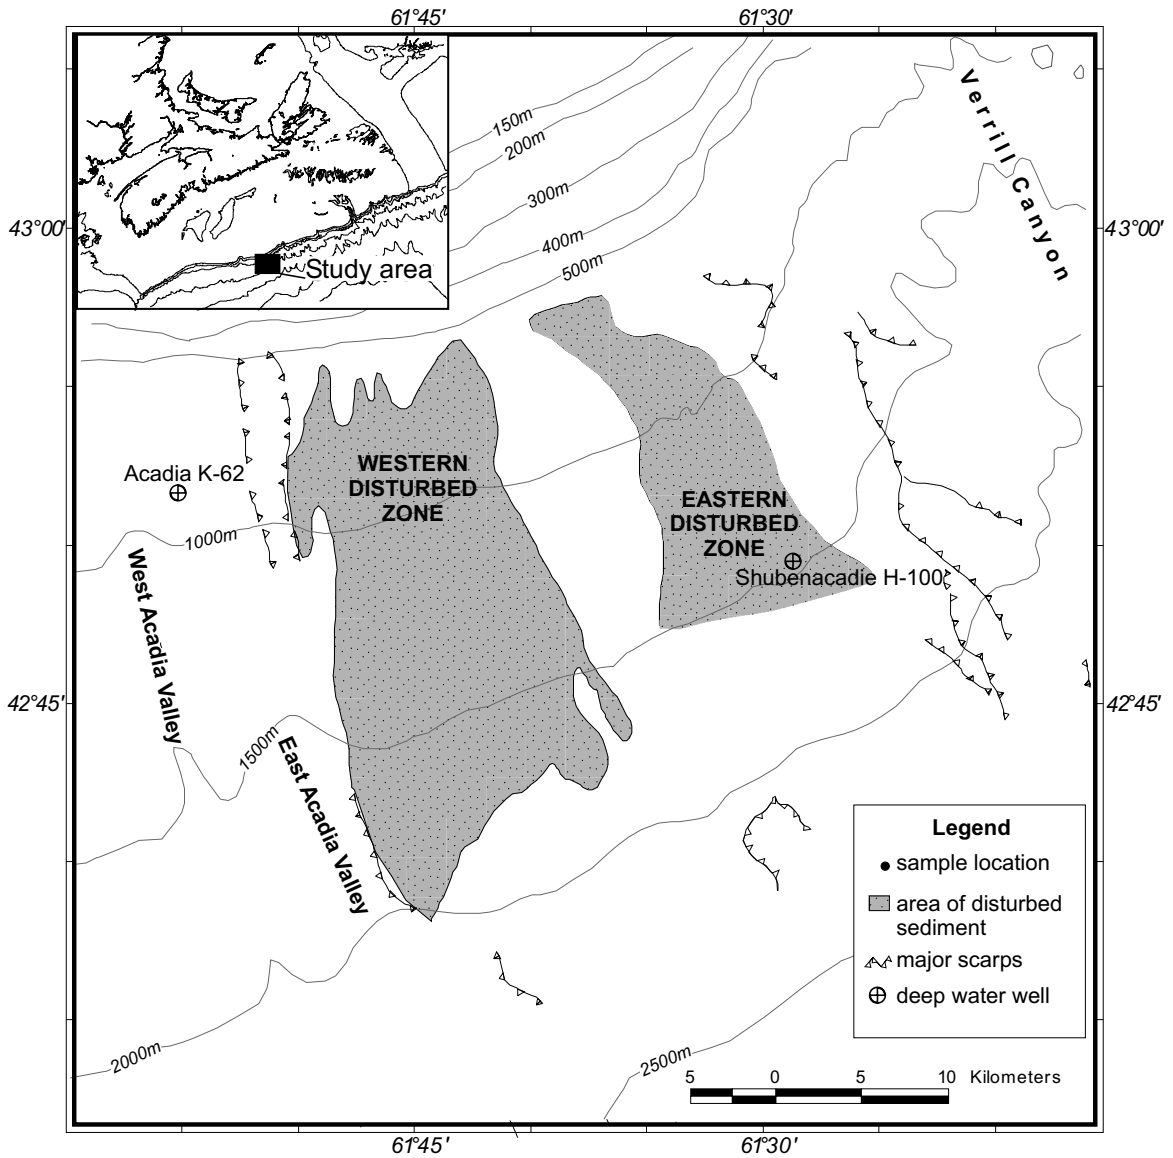 61°45'
61°30'
Verrill Canyon
150m
200m
300m
400m
500m
43°00'
43°00'
Study area
Acadia K-62
WESTERN
DISTURBED
ZONE
EASTERN
DISTURBED
ZONE
Shubenacadie H-100
1000m
West Acadia Valley
42°45'
42°45'
1500m
East Acadia Valley
Legend
sample location
area of disturbed
sediment
major scarps
deep water well
2000m
2500m
5 0 5 10 Kilometers
61°45'
61°30'